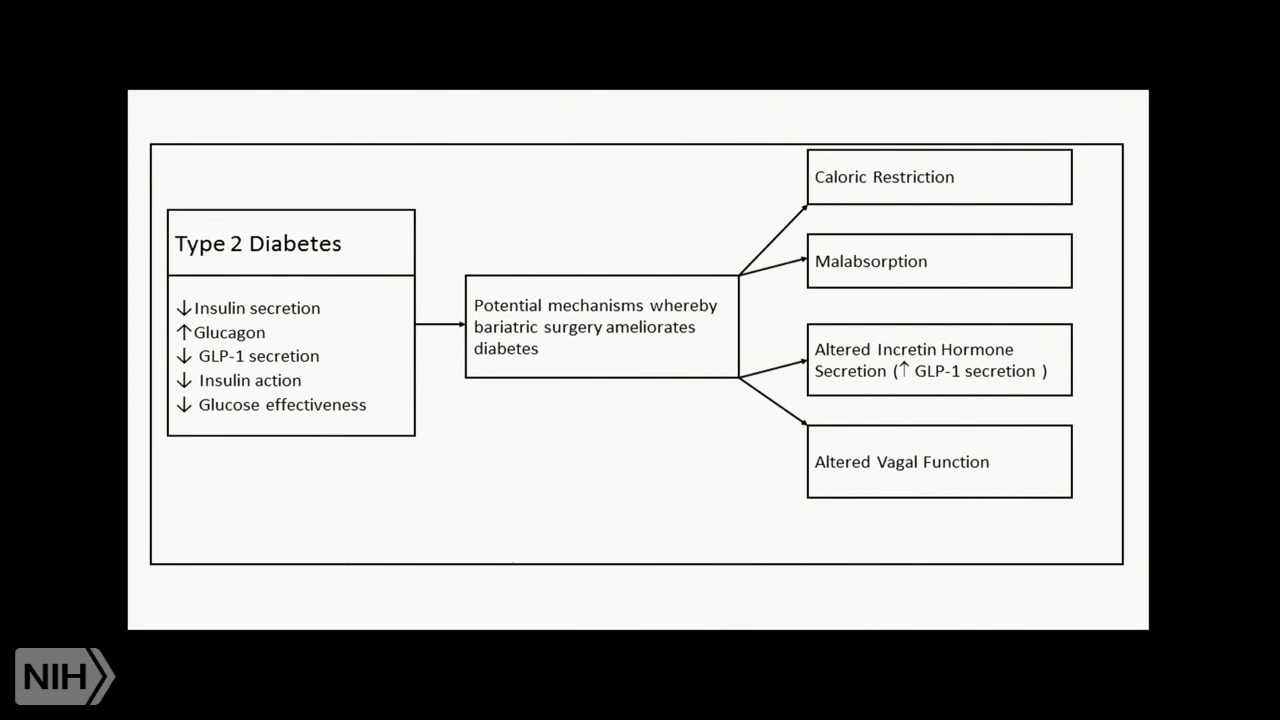 Type 2 Diabetes
↓Insulin secretion
↑Glucagon
↓ GLP-1 secretion
↓ Insulin action
↓ Glucose effectiveness
Potential mechanisms whereby
bariatric surgery ameliorates
diabetes
Caloric Restriction
Malabsorption
Altered Incretin Hormone
Secretion (↑ GLP-1 secretion )
Altered Vagal Function
NIH